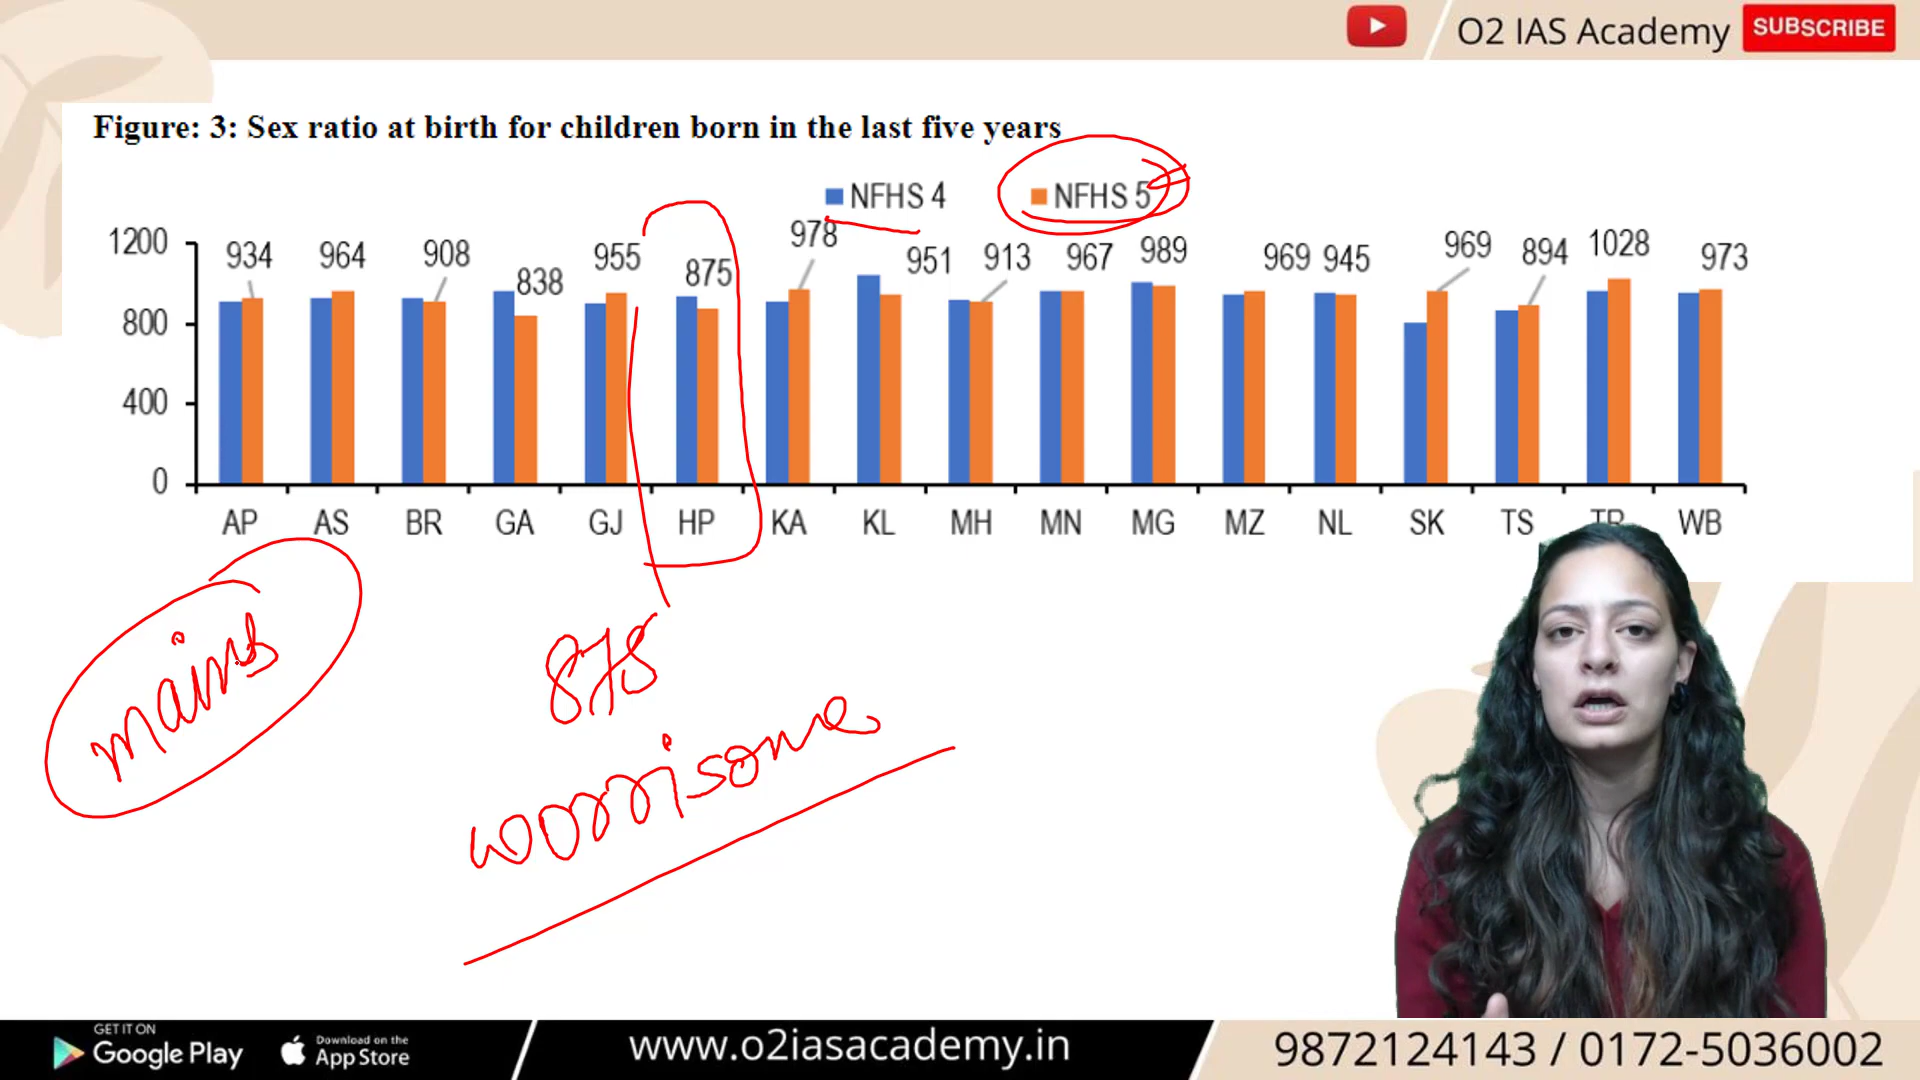 O2 IAS Academy SUBSCRIBE
Figure: 3: Sex ratio at birth for children born in the last five years
NFHS 4 NFHS 5
1200 934 964 908 838 955 875 978 951 913 967 989 969 945 969 894 1028 973
800
400
0
AP AS BR GA GJ HP KA KL MH MN MG MZ NL SK TS TR WB
mains
878
worrisome
GET IT ON Google Play
Download on the App Store
www.o2iasacademy.in
9872124143 / 0172-5036002